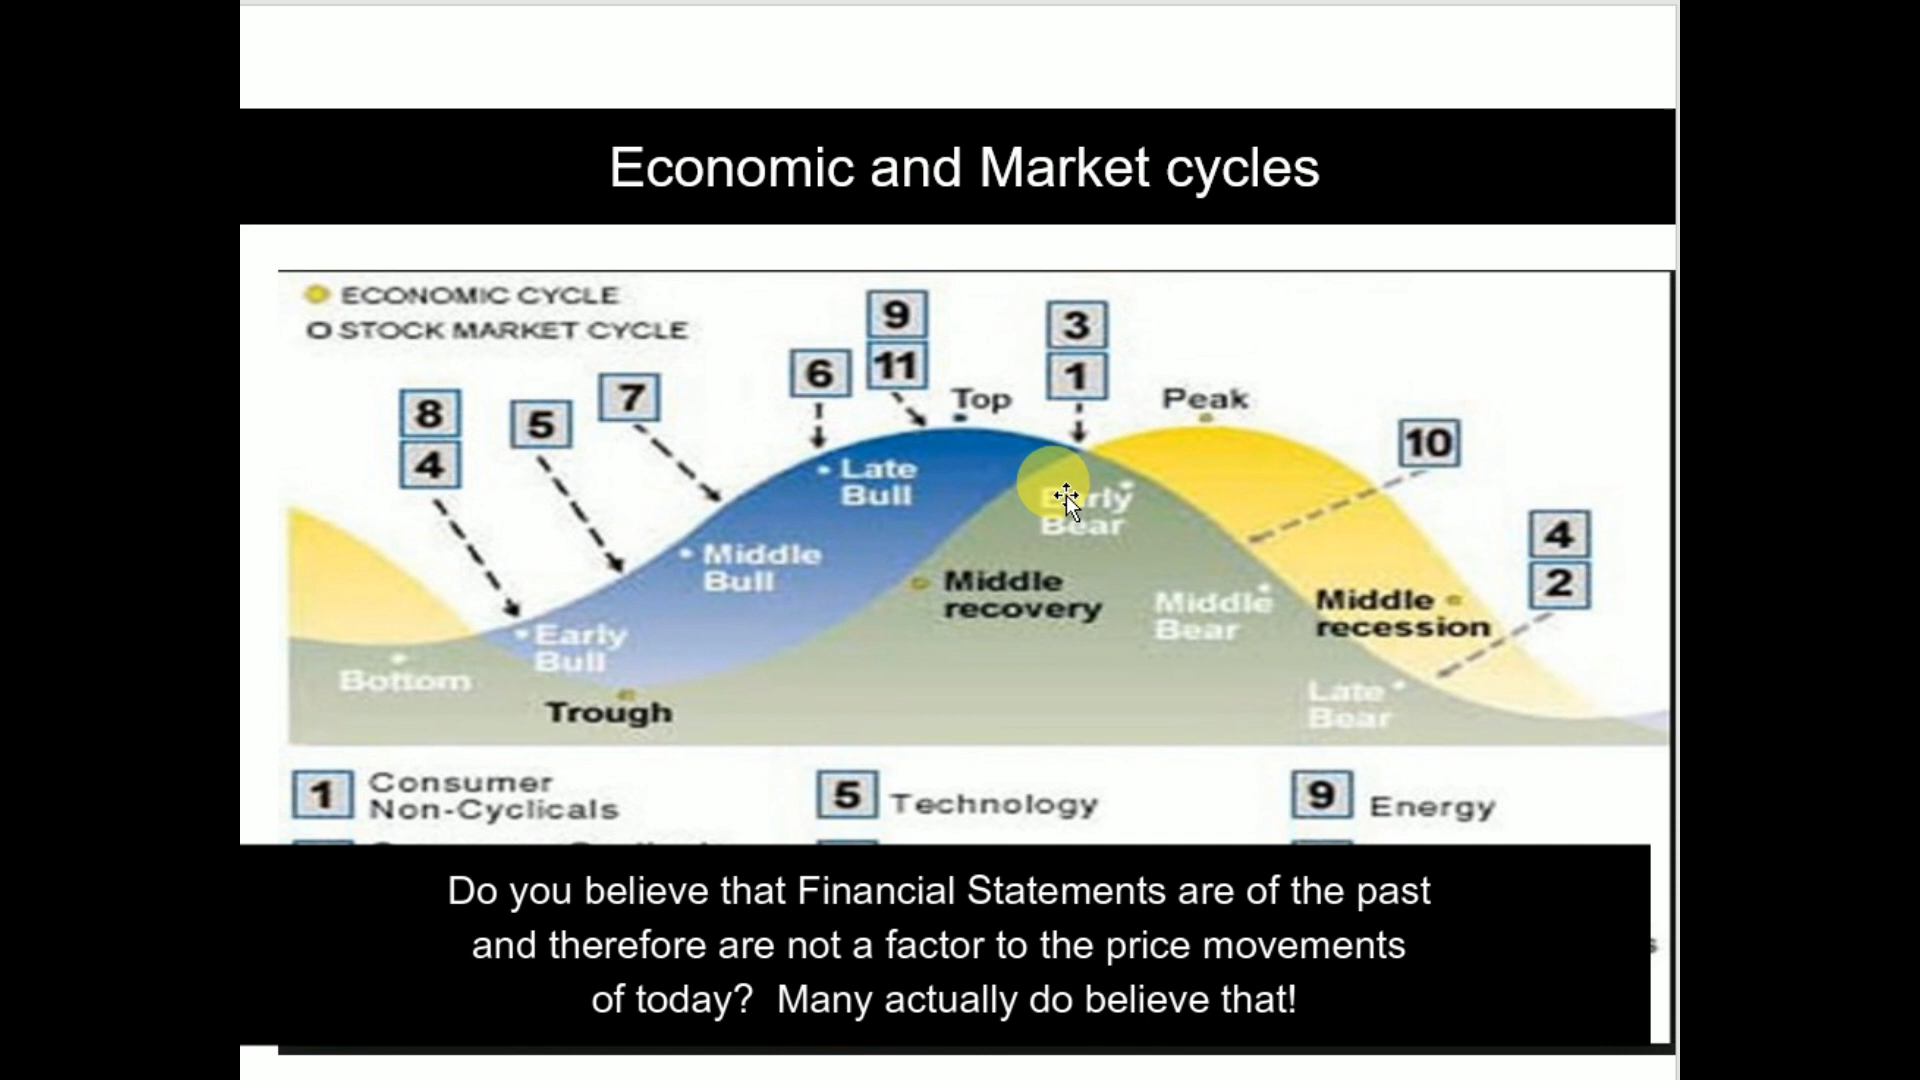 Economic and Market cycles
ECONOMIC CYCLE
O STOCK MARKET CYCLE
9
3
11
6
1
7
8
5
4
Top
Peak
10
Late
Bull
Early
Bear
4
2
Middle
Bull
Middle
recovery
Middle
Bear
Middle
recession
Early
Bull
Bottom
Trough
Late
Bear
1 Consumer
Non-Cyclicals
5 Technology
9 Energy
Do you believe that Financial Statements are of the past
and therefore are not a factor to the price movements
of today? Many actually do believe that!